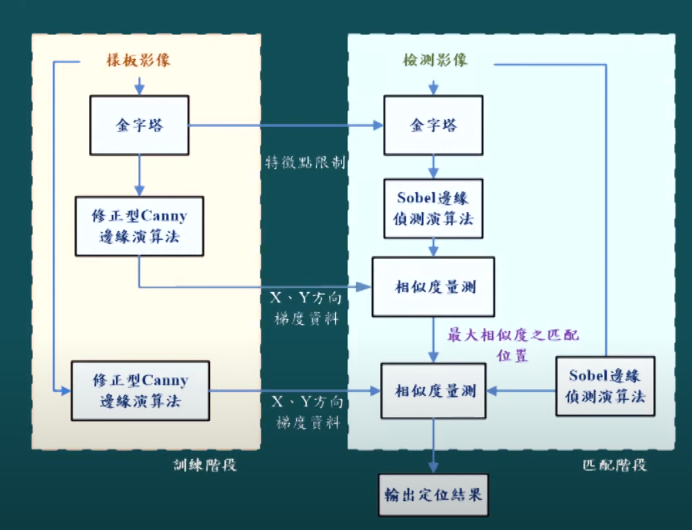 樣板影像
檢測影像
金字塔
金字塔
特徵點限制
修正型Canny
邊緣演算法
Sobel邊緣
偵測演算法
相似度量測
X、Y方向
梯度資料
最大相似度之匹配
位置
修正型Canny
邊緣演算法
X、Y方向
梯度資料
相似度量測
Sobel邊緣
偵測演算法
訓練階段
匹配階段
輸出定位結果